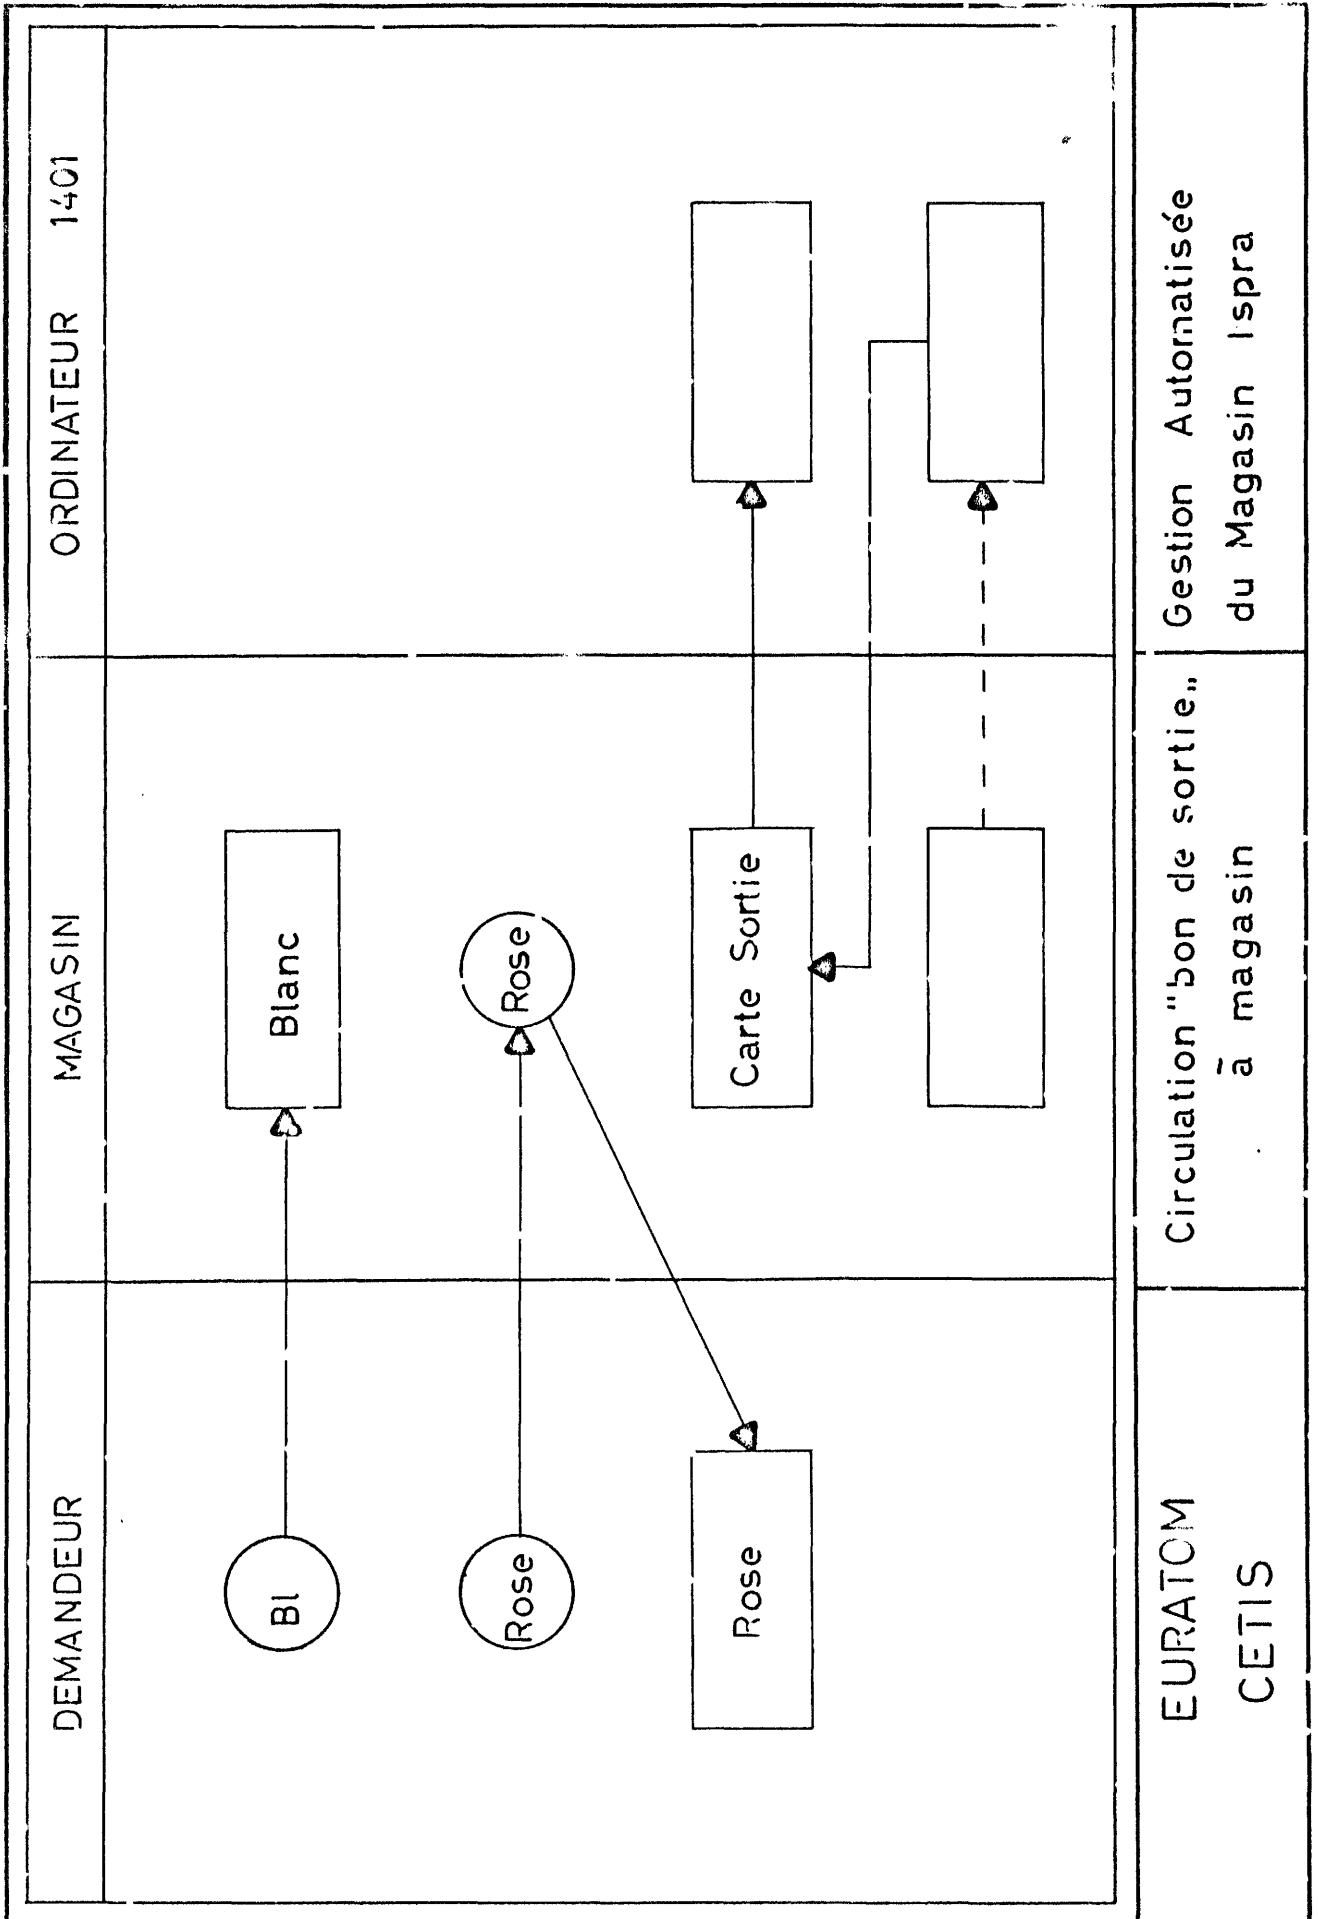 DEMANDEUR
MAGASIN
ORDINATEUR 1401
Bl
Blanc
Rose
Rose
Rose
Carte Sortie
EURATOM
CETIS
Circulation "bon de sortie„
à magasin
Gestion Automatisée
du Magasin Ispra